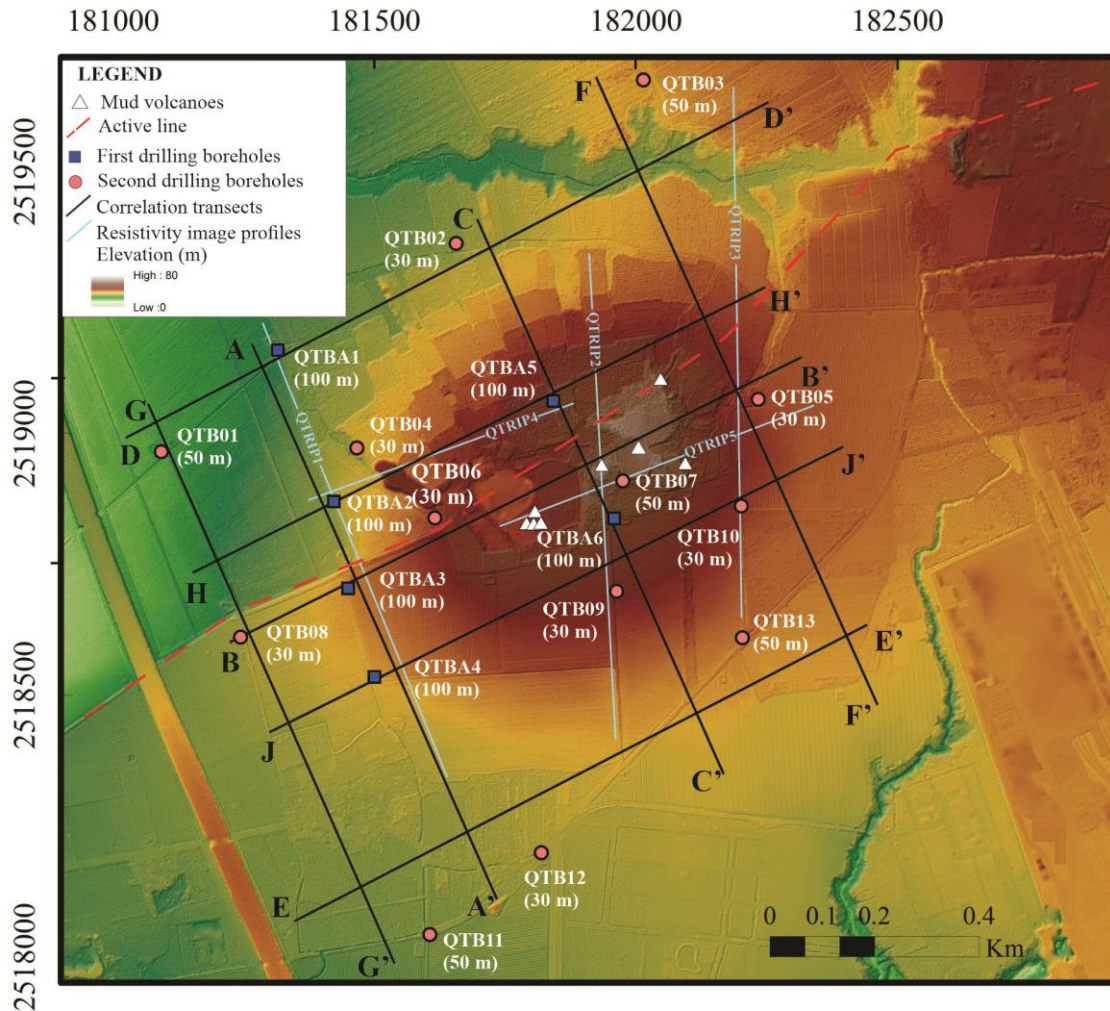 181000 181500 182000 182500
2519500
2519000
2518500
2518000
LEGEND
Mud volcanoes
Active line
First drilling boreholes
Second drilling boreholes
Correlation transects
Resistivity image profiles
Elevation (m)
High : 80
Low :0
F
QTB03
(50 m)
D’
C
QTB02
(30 m)
QTRIP3
H’
A
QTBA1
(100 m)
QTBA5
(100 m)
QTRIP2
B’
G
D
QTB01
(50 m)
QTB04
(30 m)
QTRIP4
QTB05
(30 m)
QTRIP1
QTB06
(30 m)
QTRIP5
J’
QTBA2
(100 m)
QTB07
(50 m)
QTBA6
(100 m)
QTB10
(30 m)
H
QTBA3
(100 m)
QTB09
(30 m)
QTB08
(30 m)
B
QTB13
(50 m)
E’
QTBA4
(100 m)
J
F’
C’
QTB12
(30 m)
E
A’
QTB11
(50 m)
G’
0 0.1 0.2 0.4
Km